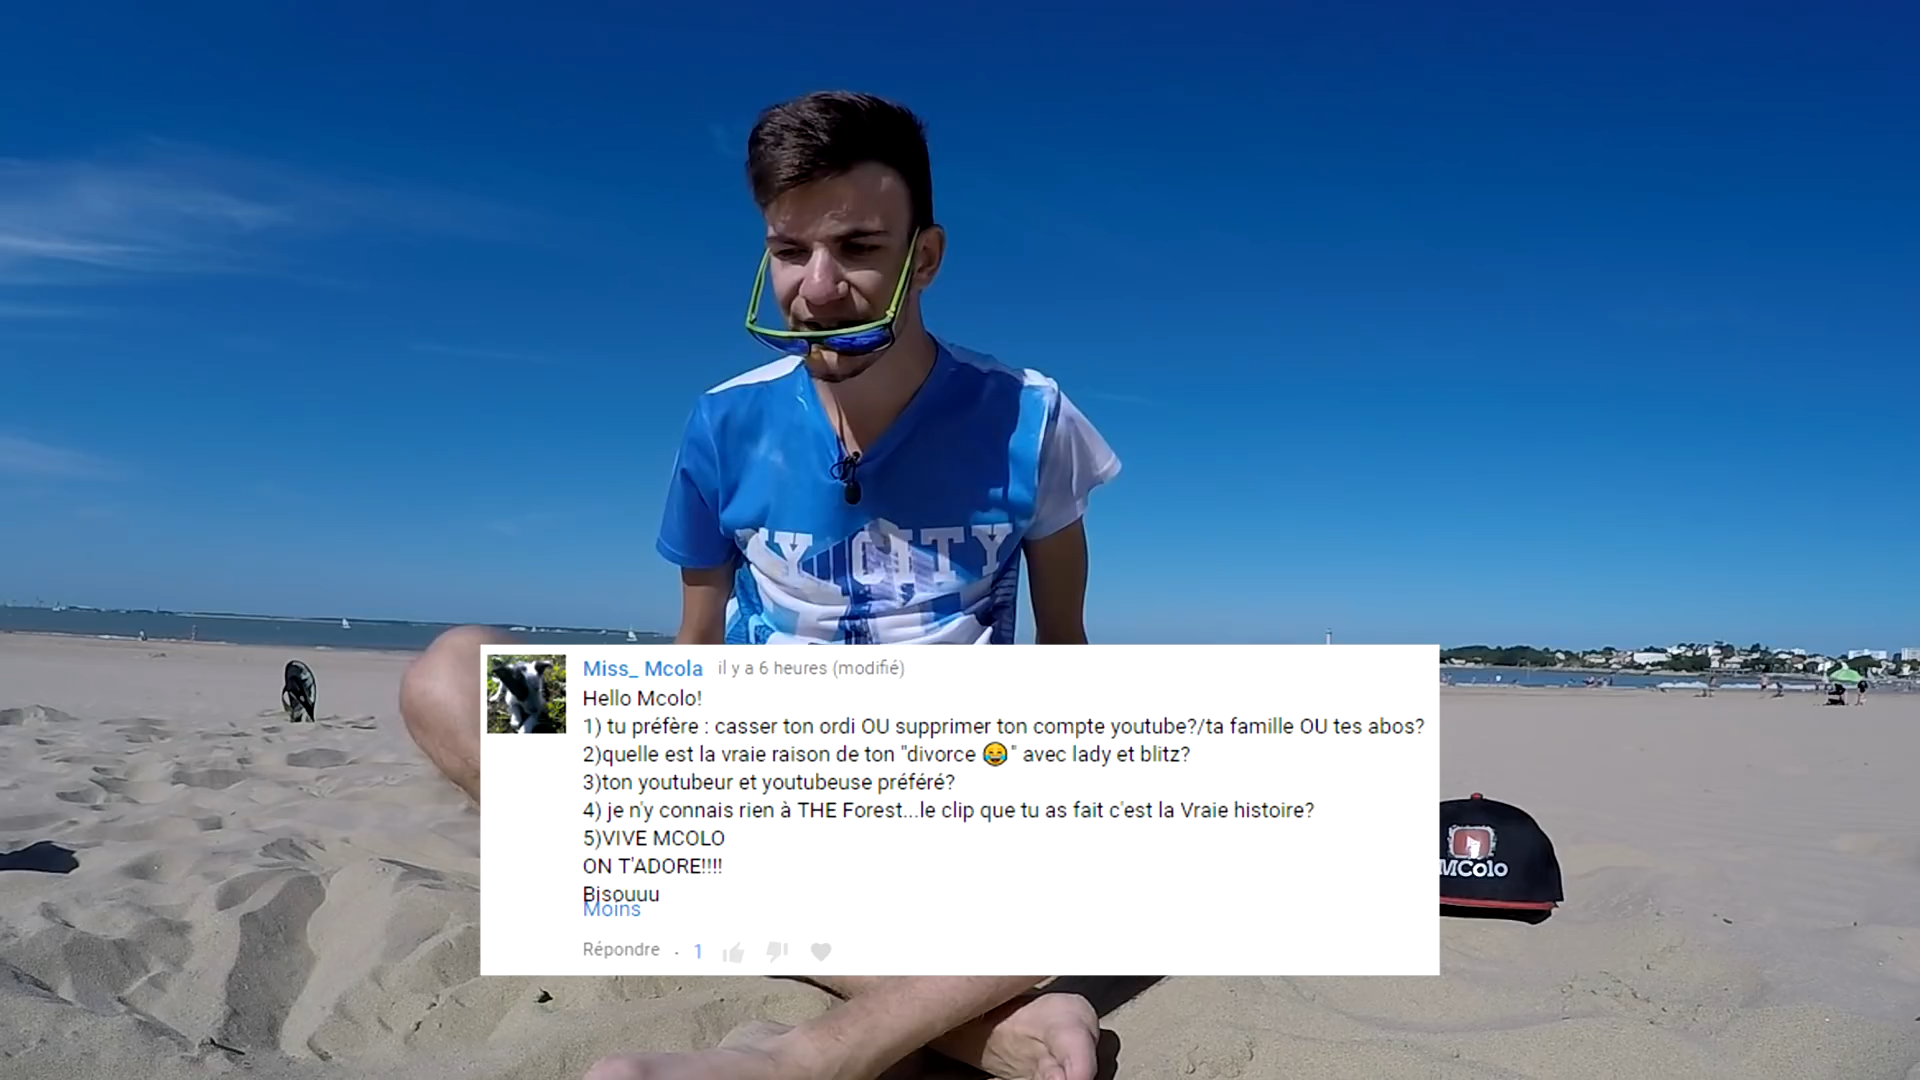 NY CITY
Miss_ Mcola il y a 6 heures (modifié)
Hello Mcolo!
1) tu préfère : casser ton ordi OU supprimer ton compte youtube?/ta famille OU tes abos?
2)quelle est la vraie raison de ton "divorce 😂" avec lady et blitz?
3)ton youtubeur et youtubeuse préféré?
4) je n'y connais rien à THE Forest...le clip que tu as fait c'est la Vraie histoire?
5)VIVE MCOLO
ON T'ADORE!!!!
Bisouuu
Moins
Répondre . 1
MColo